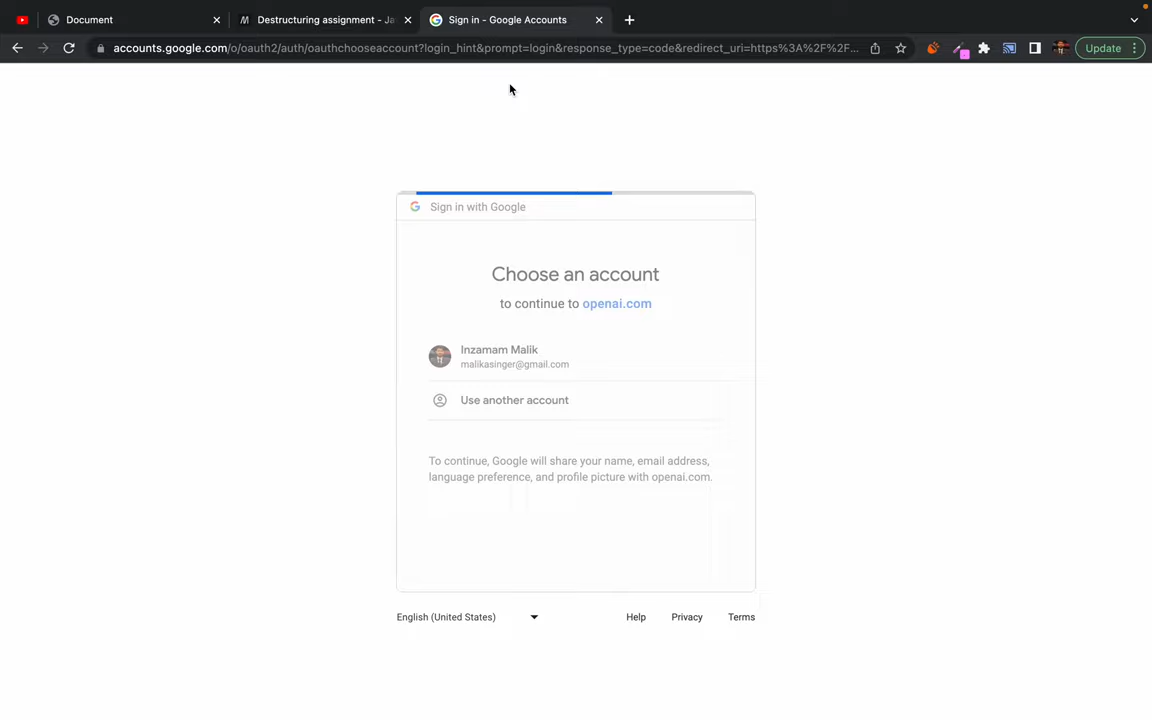 Document
Destructuring assignment - Ja
Sign in - Google Accounts
accounts.google.com/o/oauth2/auth/oauthchooseaccount?login_hint&prompt=login&response_type=code&redirect_uri=https%3A%2F%2F...
Update
Sign in with Google
Choose an account
to continue to openai.com
Inzamam Malik
malikasinger@gmail.com
Use another account
To continue, Google will share your name, email address,
language preference, and profile picture with openai.com.
English (United States)
Help
Privacy
Terms